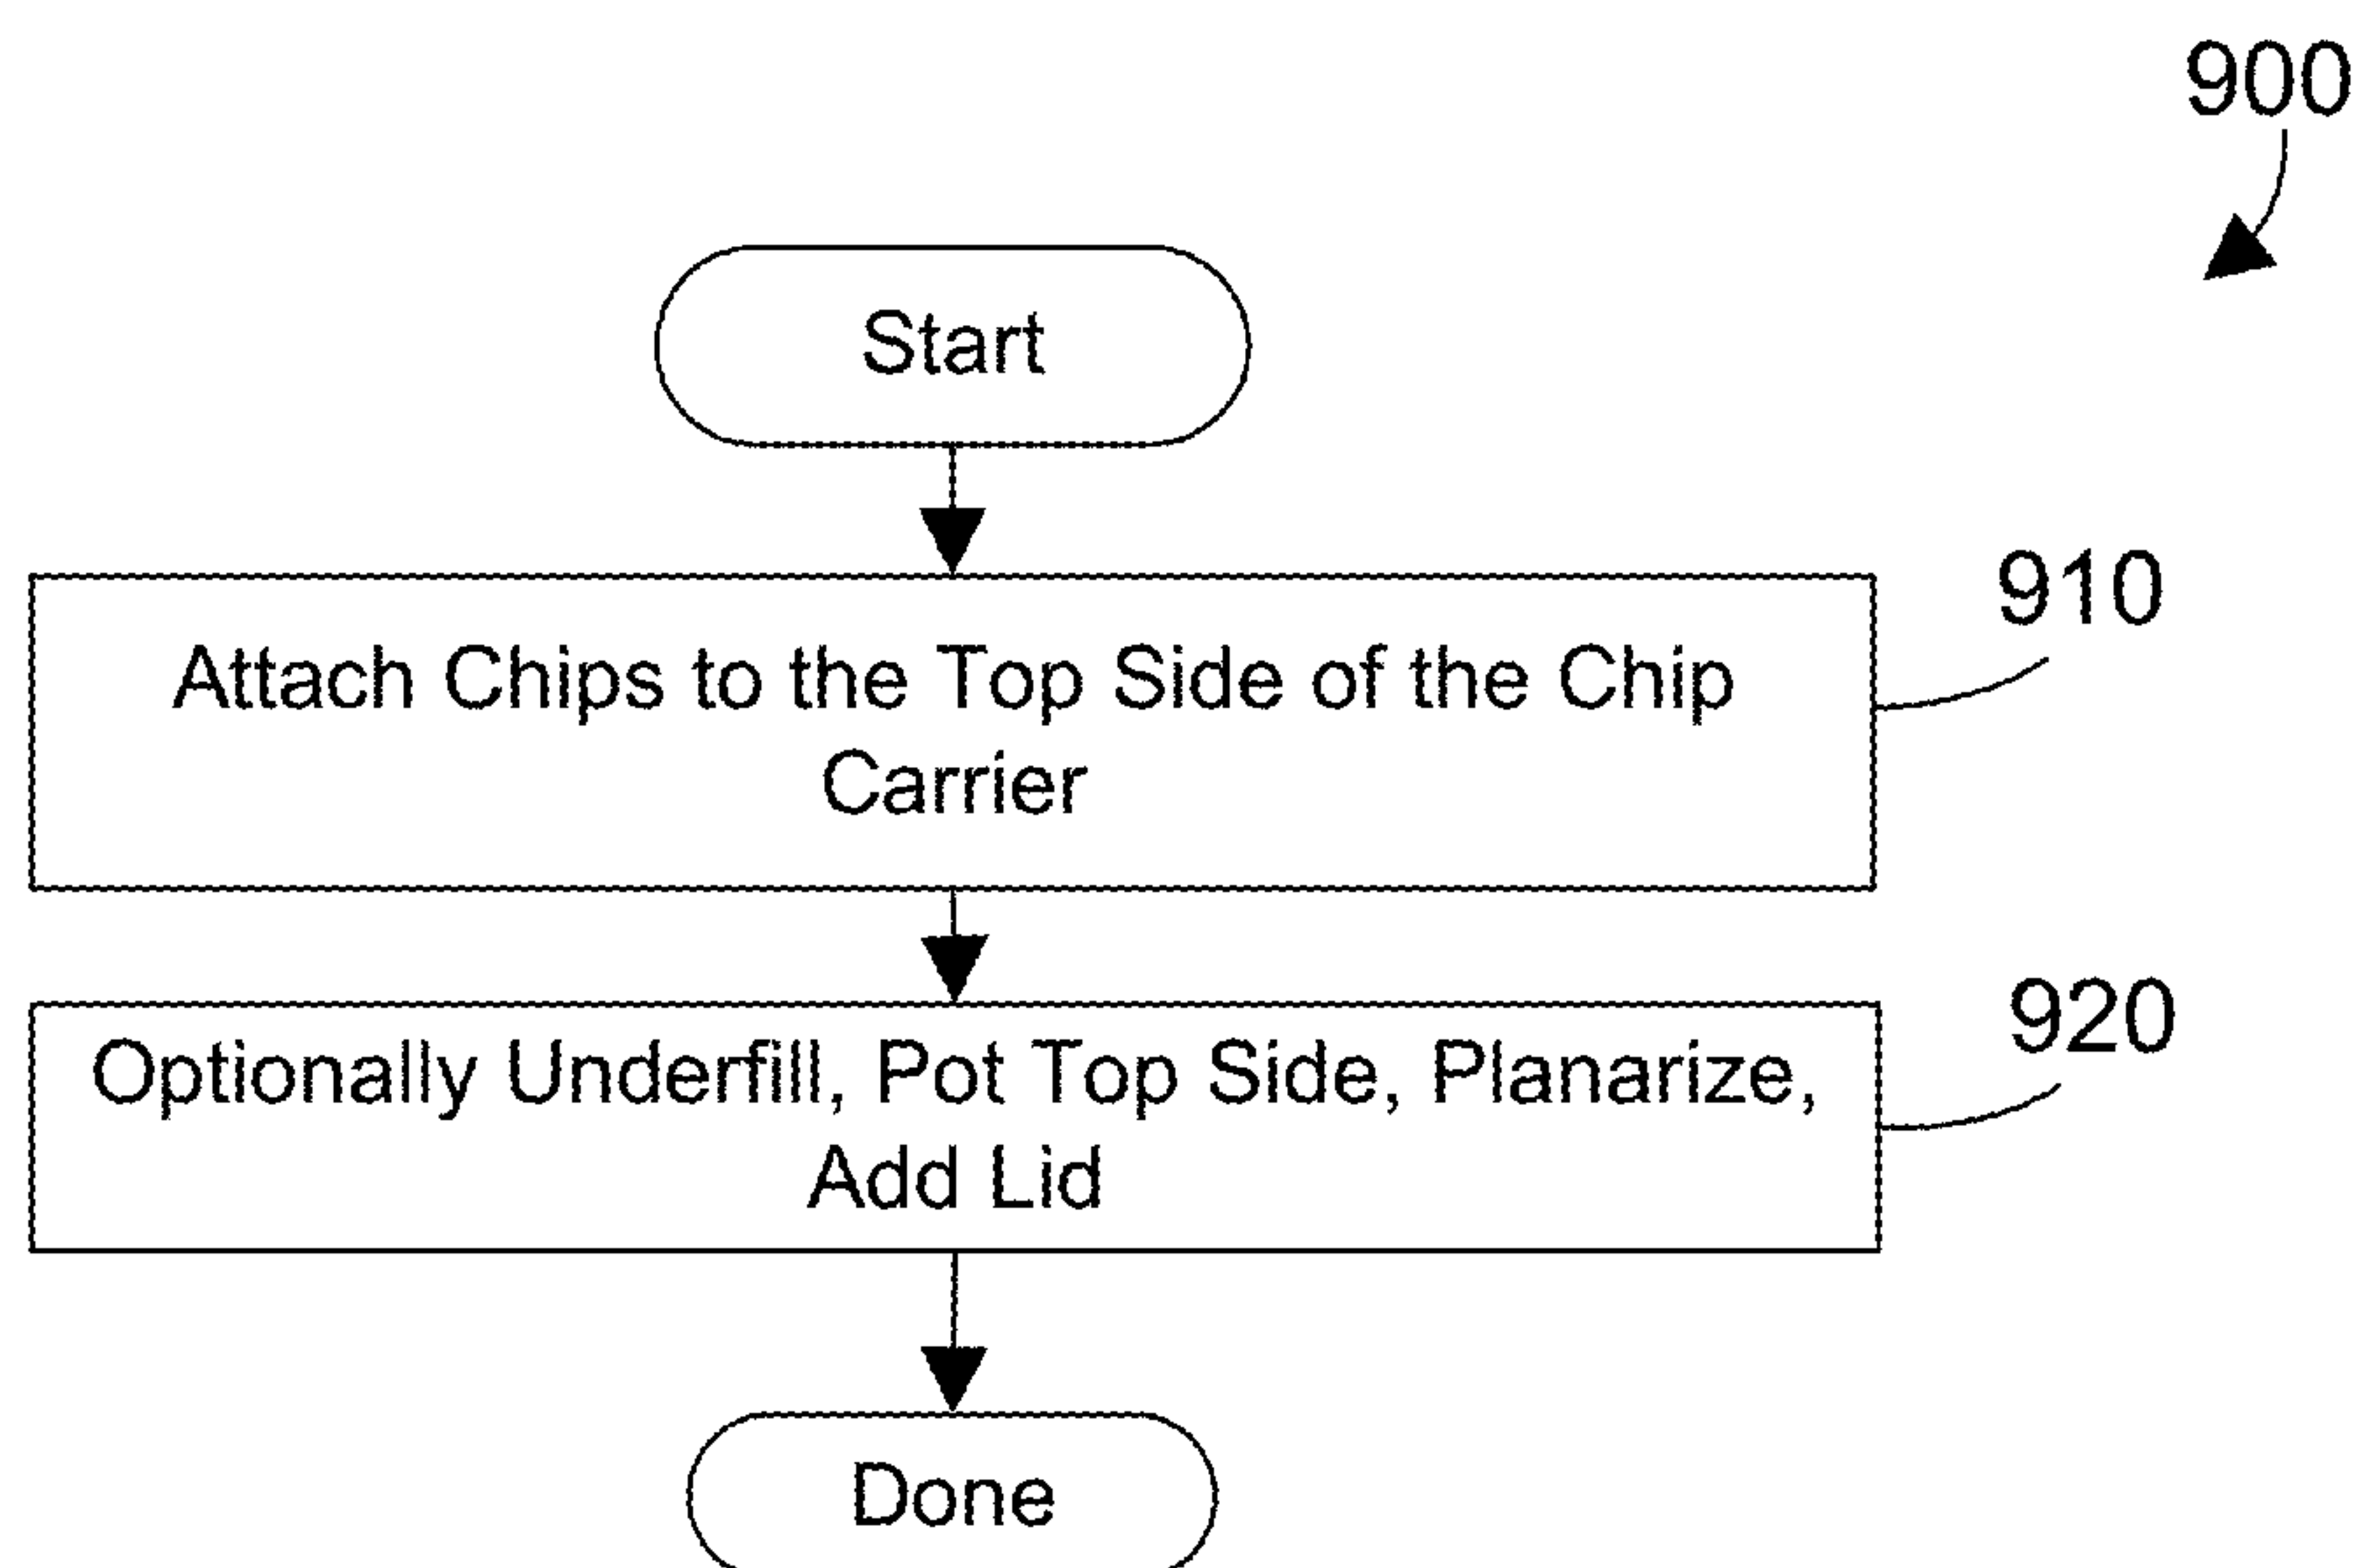 900
Start
910
Attach Chips to the Top Side of the Chip
Carrier
920
Optionally Underfill, Pot Top Side, Planarize,
Add Lid
Done